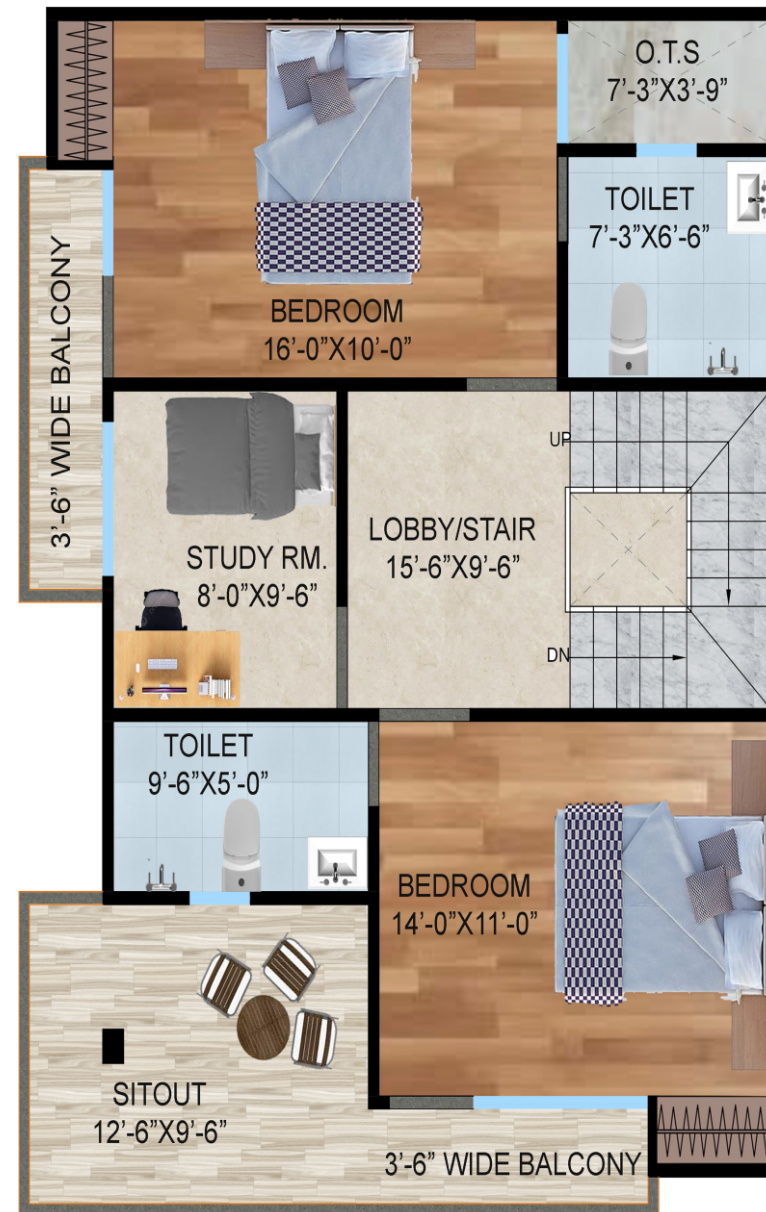 O.T.S
7’-3”X3’-9”
TOILET
7’-3”X6’-6”
3’-6” WIDE BALCONY
BEDROOM
16’-0”X10’-0”
UP
LOBBY/STAIR
15’-6”X9’-6”
STUDY RM.
8’-0”X9’-6”
DN
TOILET
9’-6”X5’-0”
BEDROOM
14’-0”X11’-0”
SITOUT
12’-6”X9’-6”
3’-6” WIDE BALCONY